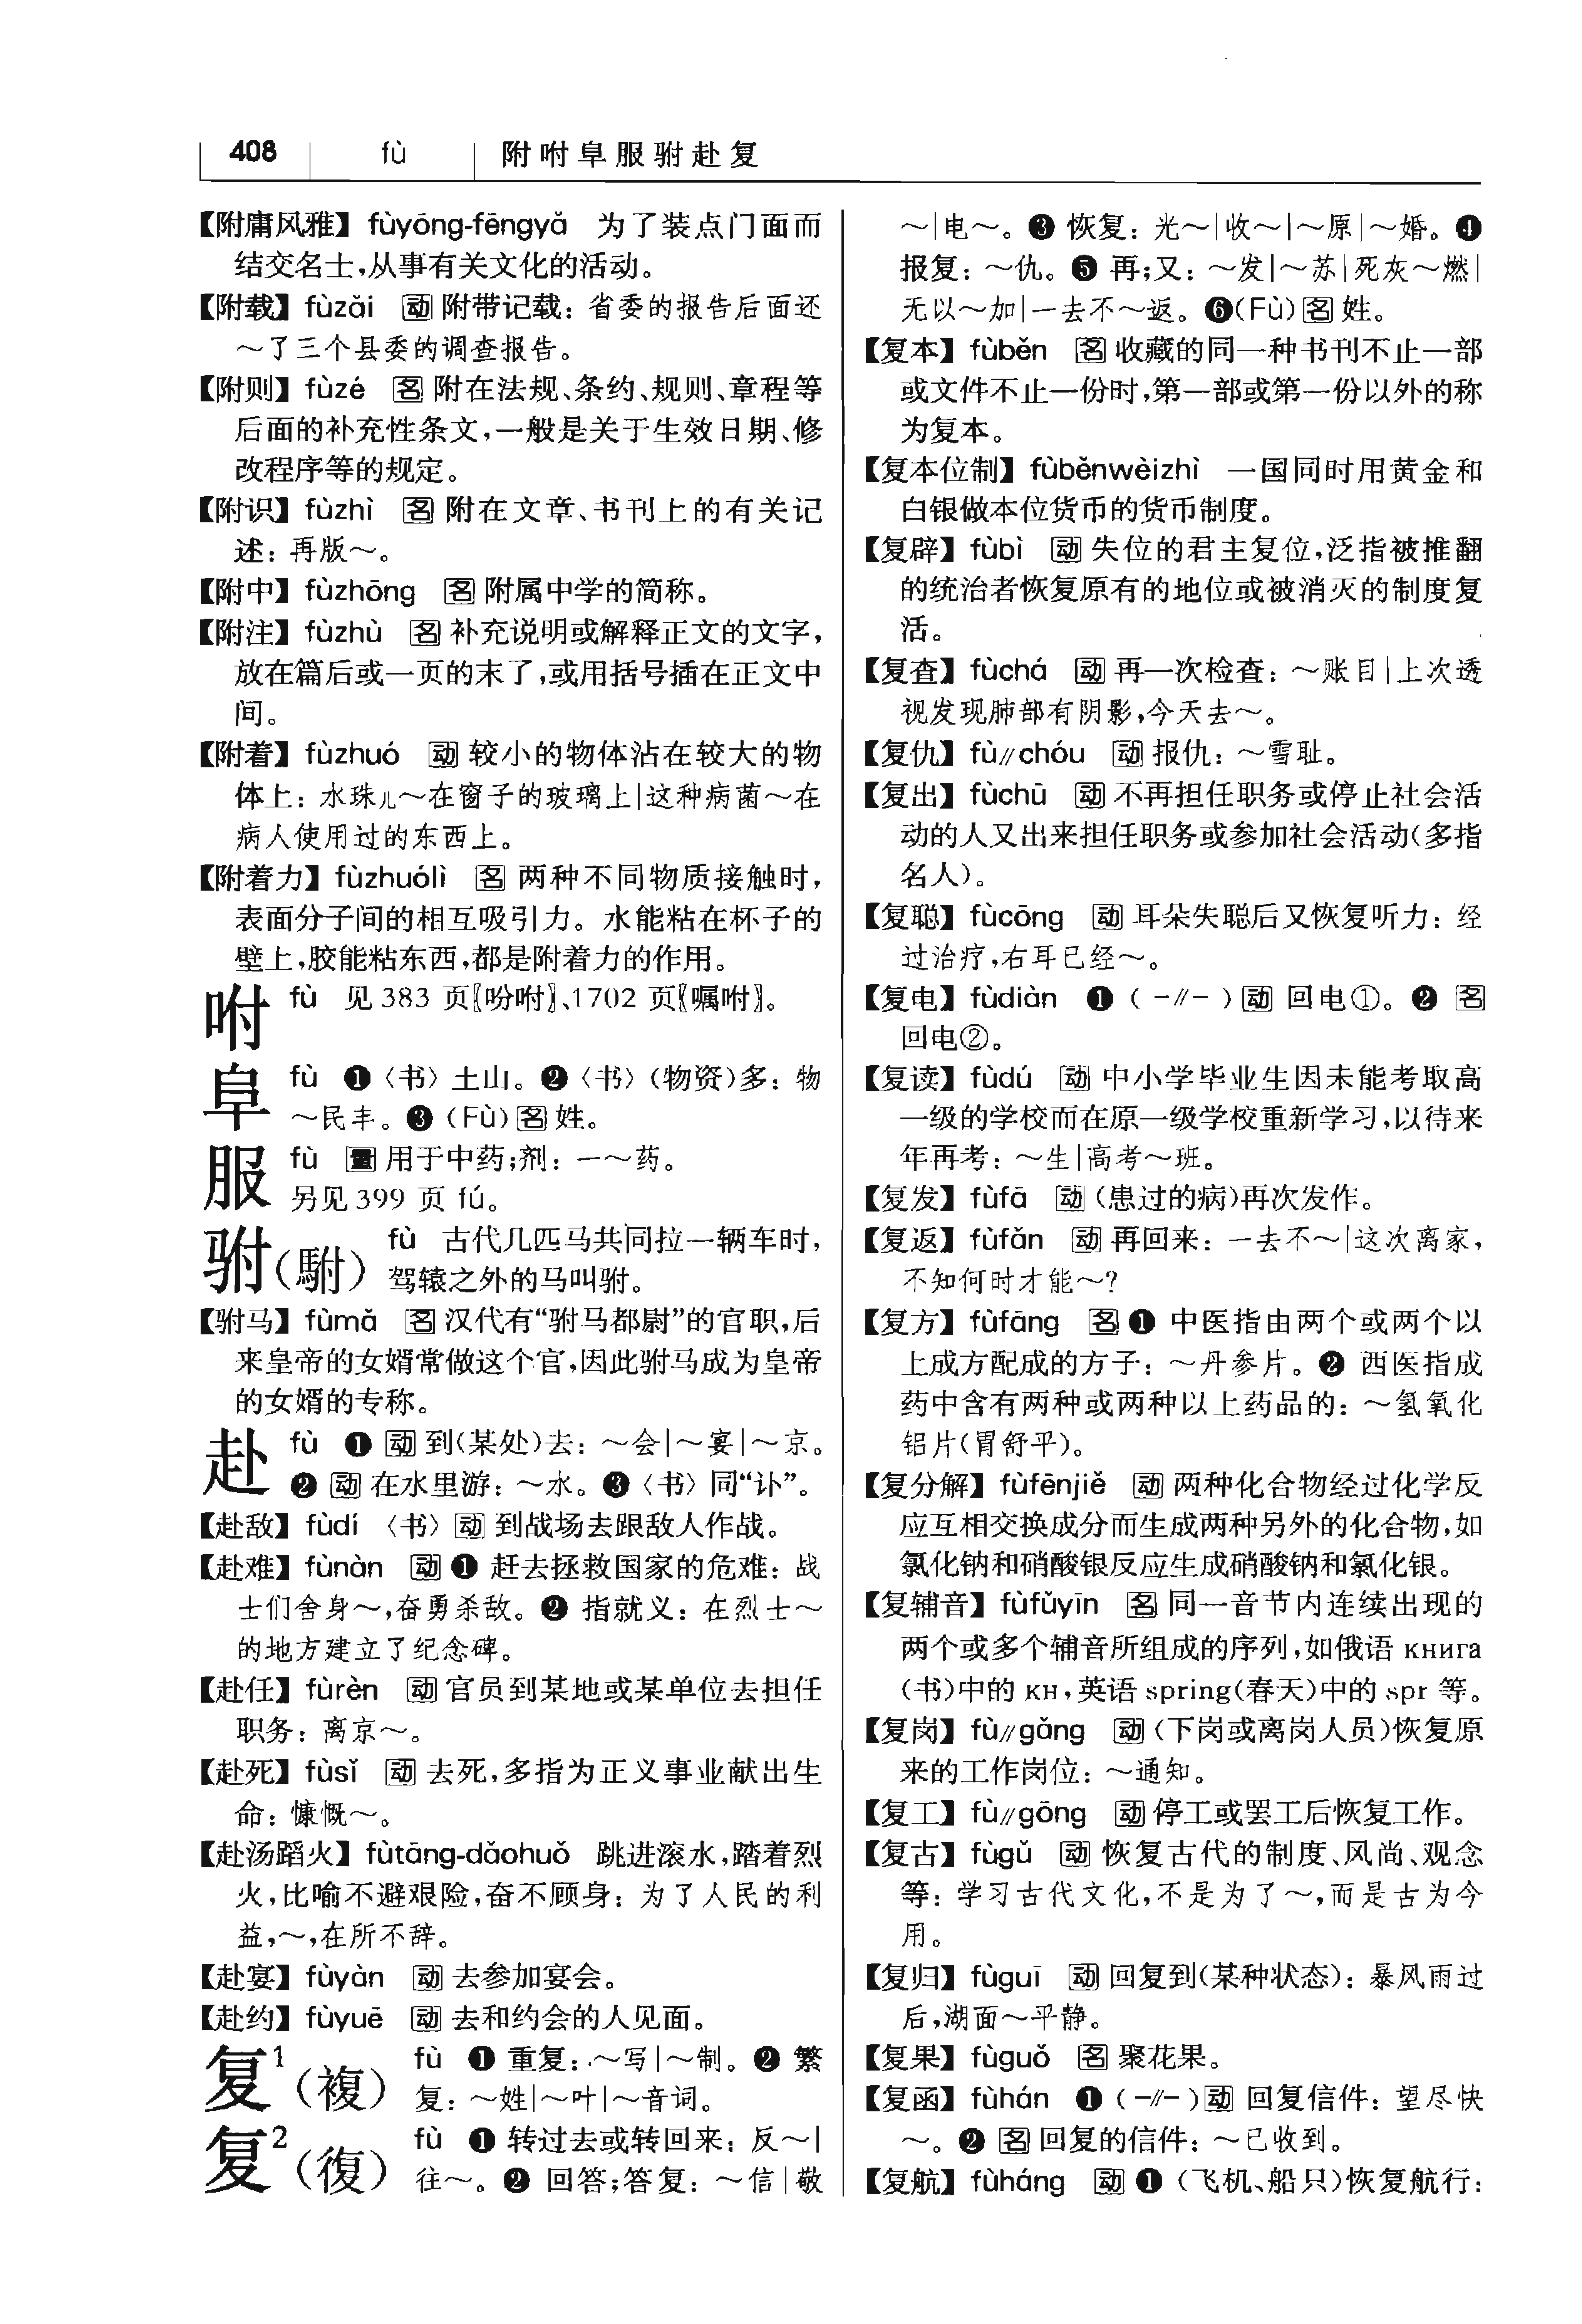 408 fù 附咐阜服驸赴复
【附庸风雅】 fùyōng-fēngyǎ 为了装点门面而
结交名士,从事有关文化的活动。
【附载】 fùzǎi 动 附带记载：省委的报告后面还
～了三个县委的调查报告。
【附则】 fùzé 名 附在法规、条约、规则、章程等
后面的补充性条文,一般是关于生效日期、修
改程序等的规定。
【附识】 fùzhì 名 附在文章、书刊上的有关记
述：再版～。
【附中】 fùzhōng 名 附属中学的简称。
【附注】 fùzhù 名 补充说明或解释正文的文字,
放在篇后或一页的末了,或用括号插在正文中
间。
【附着】 fùzhuó 动 较小的物体沾在较大的物
体上：水珠儿～在窗子的玻璃上|这种病菌～在
病人使用过的东西上。
【附着力】 fùzhuólì 名 两种不同物质接触时,
表面分子间的相互吸引力。水能粘在杯子的
壁上,胶能粘东西,都是附着力的作用。
咐 fù 见 383 页〖吩咐〗、1702 页〖嘱咐〗。
阜 fù ❶〈书〉土山。❷〈书〉(物资)多：物
～民丰。❸ (Fù) 名 姓。
服 fù 量 用于中药;剂：一～药。
另见 399 页 fú。
驸(駙) fù 古代几匹马共同拉一辆车时,
驾辕之外的马叫驸。
【驸马】 fùmǎ 名 汉代有“驸马都尉”的官职,后
来皇帝的女婿常做这个官,因此驸马成为皇帝
的女婿的专称。
赴 fù ❶ 动 到(某处)去：～会|～宴|～京。
❷ 动 在水里游：～水。❸〈书〉同“讣”。
【赴敌】 fùdí 〈书〉动 到战场去跟敌人作战。
【赴难】 fùnàn 动 ❶ 赶去拯救国家的危难：战
士们舍身～,奋勇杀敌。❷ 指就义：在烈士～
的地方建立了纪念碑。
【赴任】 fùrèn 动 官员到某地或某单位去担任
职务：离京～。
【赴死】 fùsǐ 动 去死,多指为正义事业献出生
命：慷慨～。
【赴汤蹈火】 fùtāng-dǎohuǒ 跳进滚水,踏着烈
火,比喻不避艰险,奋不顾身：为了人民的利
益,～,在所不辞。
【赴宴】 fùyàn 动 去参加宴会。
【赴约】 fùyuē 动 去和约会的人见面。
复1(複) fù ❶ 重复：～写|～制。❷ 繁
复：～姓|～叶|～音词。
复2(復) fù ❶ 转过去或转回来：反～|
往～。❷ 回答;答复：～信|敬
～|电～。❸ 恢复：光～|收～|～原|～婚。❹
报复：～仇。❺ 再;又：～发|～苏|死灰～燃|
无以～加|一去不～返。❻(Fù) 名 姓。
【复本】 fùběn 名 收藏的同一种书刊不止一部
或文件不止一份时,第一部或第一份以外的称
为复本。
【复本位制】 fùběnwèizhì 一国同时用黄金和
白银做本位货币的货币制度。
【复辟】 fùbì 动 失位的君主复位,泛指被推翻
的统治者恢复原有的地位或被消灭的制度复
活。
【复查】 fùchá 动 再一次检查：～账目|上次透
视发现肺部有阴影,今天去～。
【复仇】 fù//chóu 动 报仇：～雪耻。
【复出】 fùchū 动 不再担任职务或停止社会活
动的人又出来担任职务或参加社会活动(多指
名人)。
【复聪】 fùcōng 动 耳朵失聪后又恢复听力：经
过治疗,右耳已经～。
【复电】 fùdiàn ❶ (-//-) 动 回电①。❷ 名
回电②。
【复读】 fùdú 动 中小学毕业生因未能考取高
一级的学校而在原一级学校重新学习,以待来
年再考：～生|高考～班。
【复发】 fùfā 动 (患过的病)再次发作。
【复返】 fùfǎn 动 再回来：一去不～|这次离家,
不知何时才能～?
【复方】 fùfāng 名 ❶ 中医指由两个或两个以
上成方配成的方子：～丹参片。❷ 西医指成
药中含有两种或两种以上药品的：～氢氧化
铝片(胃舒平)。
【复分解】 fùfēnjiě 动 两种化合物经过化学反
应互相交换成分而生成两种另外的化合物,如
氯化钠和硝酸银反应生成硝酸钠和氯化银。
【复辅音】 fùfǔyīn 名 同一音节内连续出现的
两个或多个辅音所组成的序列,如俄语 книга
(书)中的 кн,英语 spring(春天)中的 spr 等。
【复岗】 fù//gǎng 动 (下岗或离岗人员)恢复原
来的工作岗位：～通知。
【复工】 fù//gōng 动 停工或罢工后恢复工作。
【复古】 fùgǔ 动 恢复古代的制度、风尚、观念
等：学习古代文化,不是为了～,而是古为今
用。
【复归】 fùguī 动 回复到(某种状态)：暴风雨过
后,湖面～平静。
【复果】 fùguǒ 名 聚花果。
【复函】 fùhán ❶ (-//-) 动 回复信件：望尽快
～。❷ 名 回复的信件：～已收到。
【复航】 fùháng 动 ❶ (飞机、船只)恢复航行：